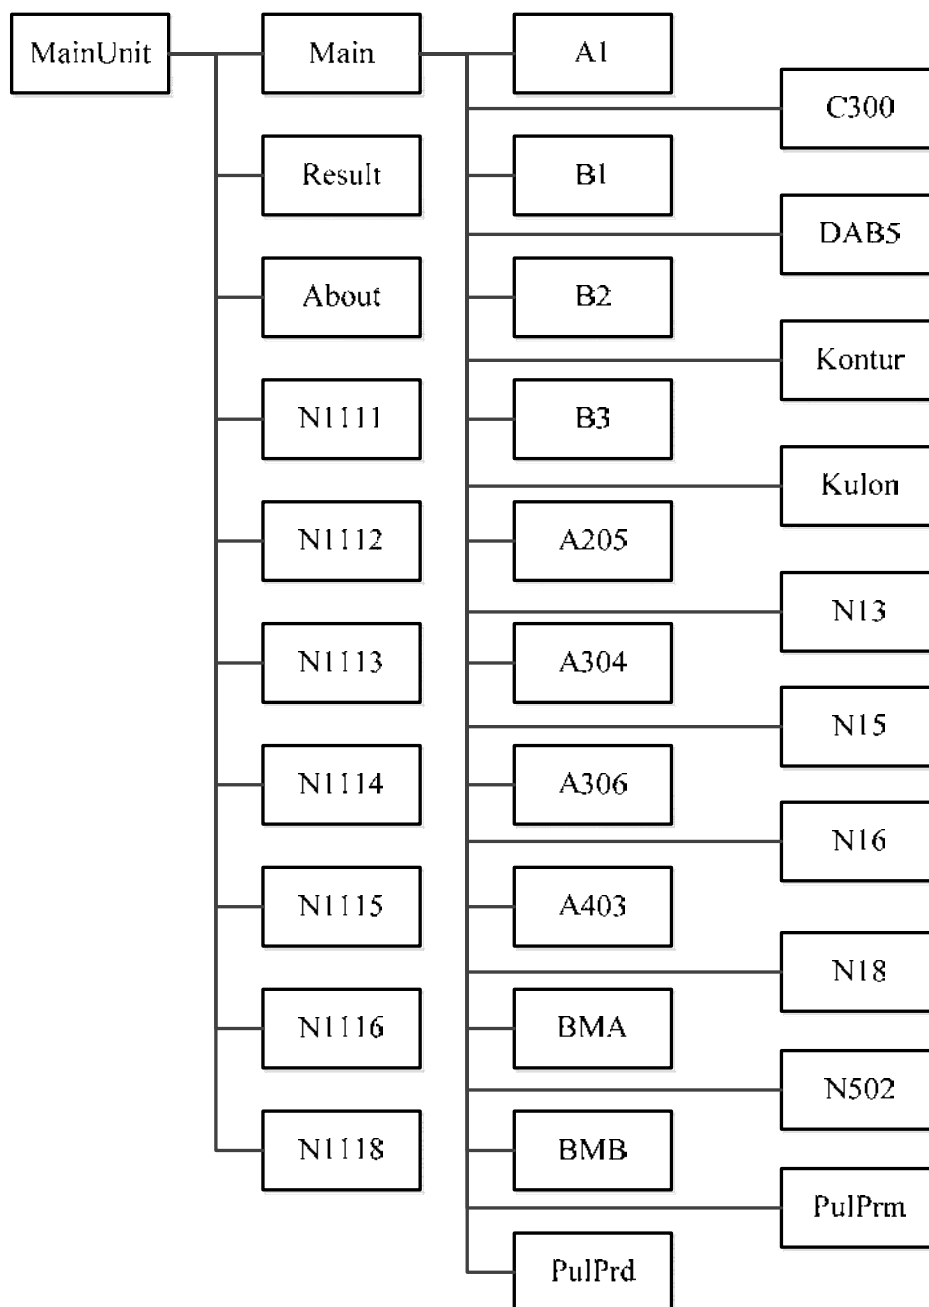 MainUnit
Main
A1
C300
Result
B1
DAB5
About
B2
Kontur
N1111
B3
Kulon
N1112
A205
N13
N1113
A304
N15
N1114
A306
N16
N1115
A403
N18
N1116
BMA
N502
N1118
BMB
PulPrm
PulPrd